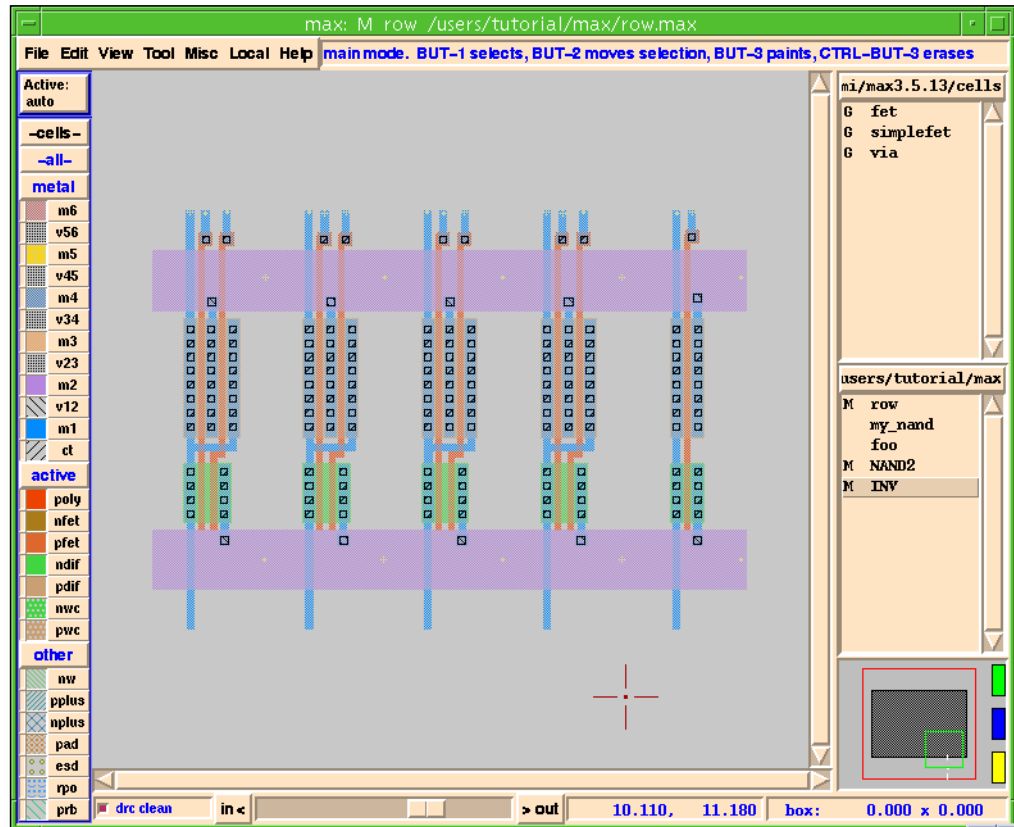 max: M row /users/tutorial/max/row.max
File Edit View Tool Misc Local Help main mode. BUT-1 selects, BUT-2 moves selection, BUT-3 paints, CTRL-BUT-3 erases
Active:
auto
-cells-
-all-
metal
m6
v56
m5
v45
m4
v34
m3
v23
m2
v12
m1
ct
active
poly
nfet
pfet
ndif
pdif
nwc
pwc
other
nw
pplus
nplus
pad
esd
rpo
prb
mi/max3.5.13/cells
G fet
G simplefet
G via
users/tutorial/max
M row
my_nand
foo
M NAND2
M INV
drc clean in < > out 10.110, 11.180 box: 0.000 x 0.000